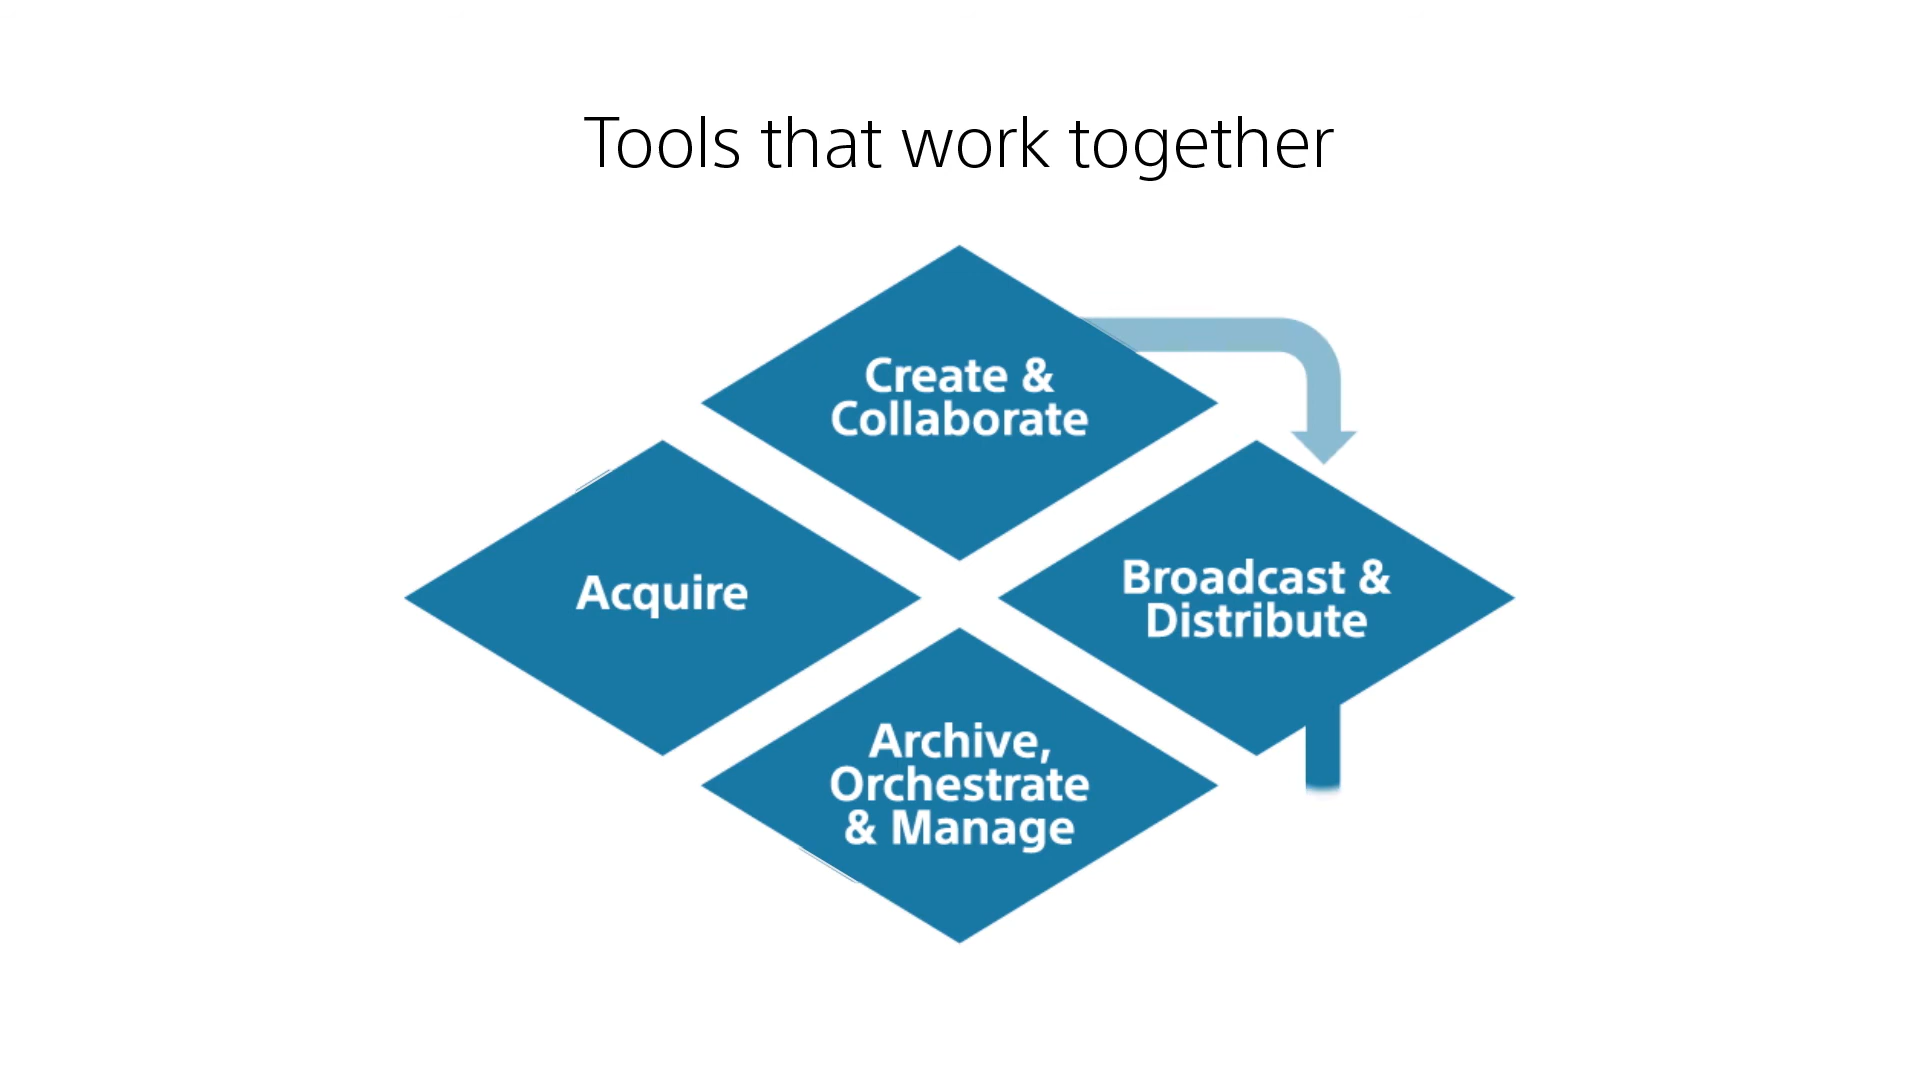 Tools that work together
Create &
Collaborate
Acquire
Broadcast &
Distribute
Archive,
Orchestrate
& Manage